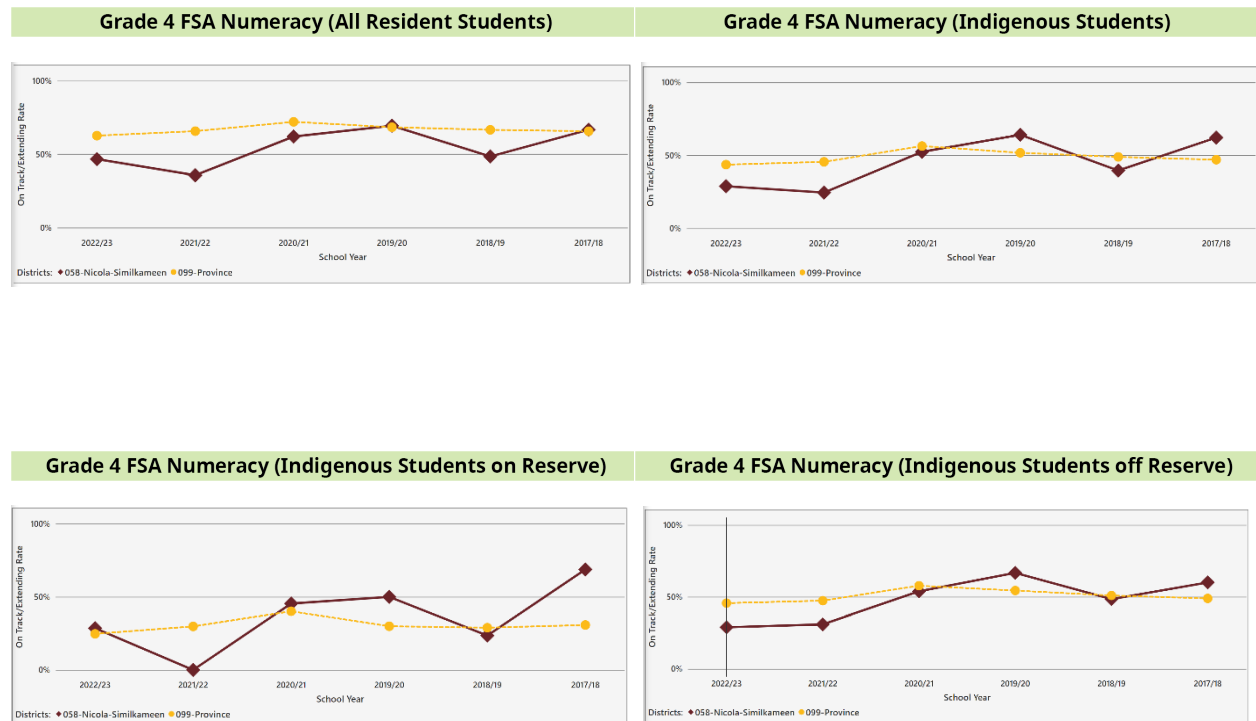 Grade 4 FSA Numeracy (All Resident Students)
100%
50%
0%
On Track/Extending Rate
2022/23 2021/22 2020/21 2019/20 2018/19 2017/18
School Year
Districts: 058-Nicola-Similkameen 099-Province
Grade 4 FSA Numeracy (Indigenous Students)
100%
50%
0%
On Track/Extending Rate
2022/23 2021/22 2020/21 2019/20 2018/19 2017/18
School Year
Districts: 058-Nicola-Similkameen 099-Province
Grade 4 FSA Numeracy (Indigenous Students on Reserve)
100%
50%
0%
On Track/Extending Rate
2022/23 2021/22 2020/21 2019/20 2018/19 2017/18
School Year
Districts: 058-Nicola-Similkameen 099-Province
Grade 4 FSA Numeracy (Indigenous Students off Reserve)
100%
50%
0%
On Track/Extending Rate
2022/23 2021/22 2020/21 2019/20 2018/19 2017/18
School Year
Districts: 058-Nicola-Similkameen 099-Province